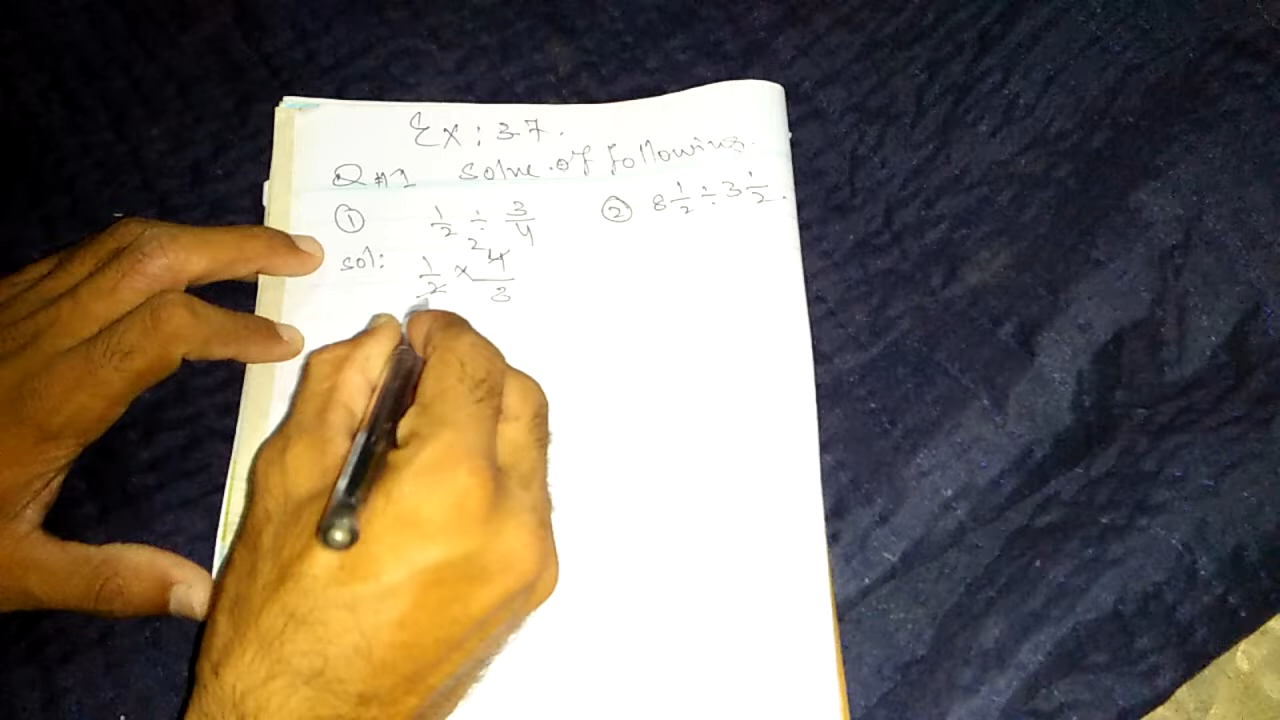 Ex: 3.7.
Q#1 Solve of following.
① 1/2 ÷ 3/4 ② 8 1/2 ÷ 3 1/2.
sol: 1/2 × 4/3
2